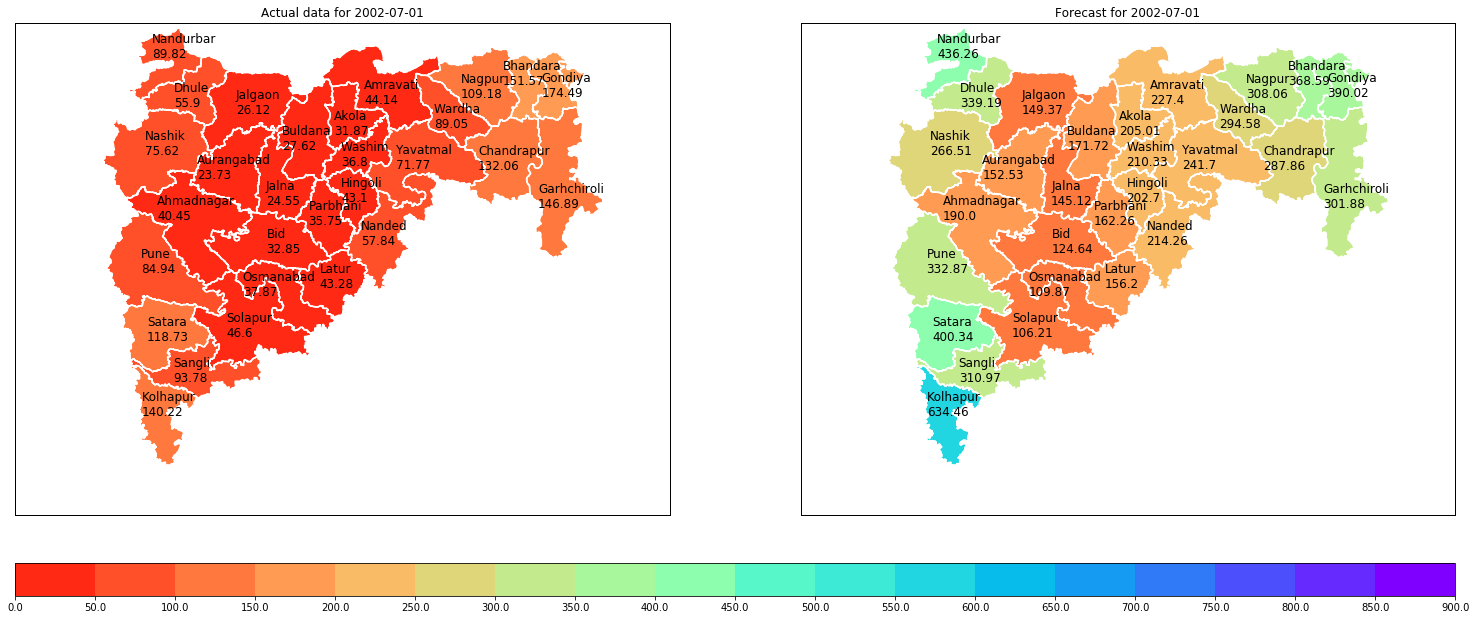 Actual data for 2002-07-01
Nandurbar
89.82
Dhule
55.9
Jalgaon
26.12
Buldana
27.62
Akola
31.87
Amravati
44.14
Nagpur
109.18
Bhandara
151.57
Gondiya
174.49
Wardha
89.05
Nashik
75.62
Aurangabad
23.73
Washim
36.8
Yavatmal
71.77
Chandrapur
132.06
Garhchiroli
146.89
Jalna
24.55
Hingoli
43.1
Ahmadnagar
40.45
Parbhani
35.75
Nanded
57.84
Bid
32.85
Pune
84.94
Osmanabad
37.87
Latur
43.28
Satara
118.73
Solapur
46.6
Sangli
93.78
Kolhapur
140.22
Forecast for 2002-07-01
Nandurbar
436.26
Dhule
339.19
Jalgaon
149.37
Buldana
171.72
Akola
205.01
Amravati
227.4
Nagpur
308.06
Bhandara
368.59
Gondiya
390.02
Wardha
294.58
Nashik
266.51
Aurangabad
152.53
Washim
210.33
Yavatmal
241.7
Chandrapur
287.86
Garhchiroli
301.88
Jalna
145.12
Hingoli
202.7
Ahmadnagar
190.0
Parbhani
162.26
Nanded
214.26
Bid
124.64
Pune
332.87
Osmanabad
109.87
Latur
156.2
Satara
400.34
Solapur
106.21
Sangli
310.97
Kolhapur
634.46
0.0 50.0 100.0 150.0 200.0 250.0 300.0 350.0 400.0 450.0 500.0 550.0 600.0 650.0 700.0 750.0 800.0 850.0 900.0